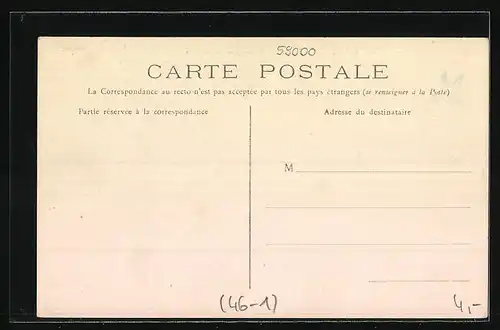 59000
CARTE POSTALE
La Correspondance au recto n'est pas acceptée par tous les pays étrangers (se renseigner à la Poste)
Partie réservée à la correspondance
Adresse du destinataire
M
(46-1)
4,-